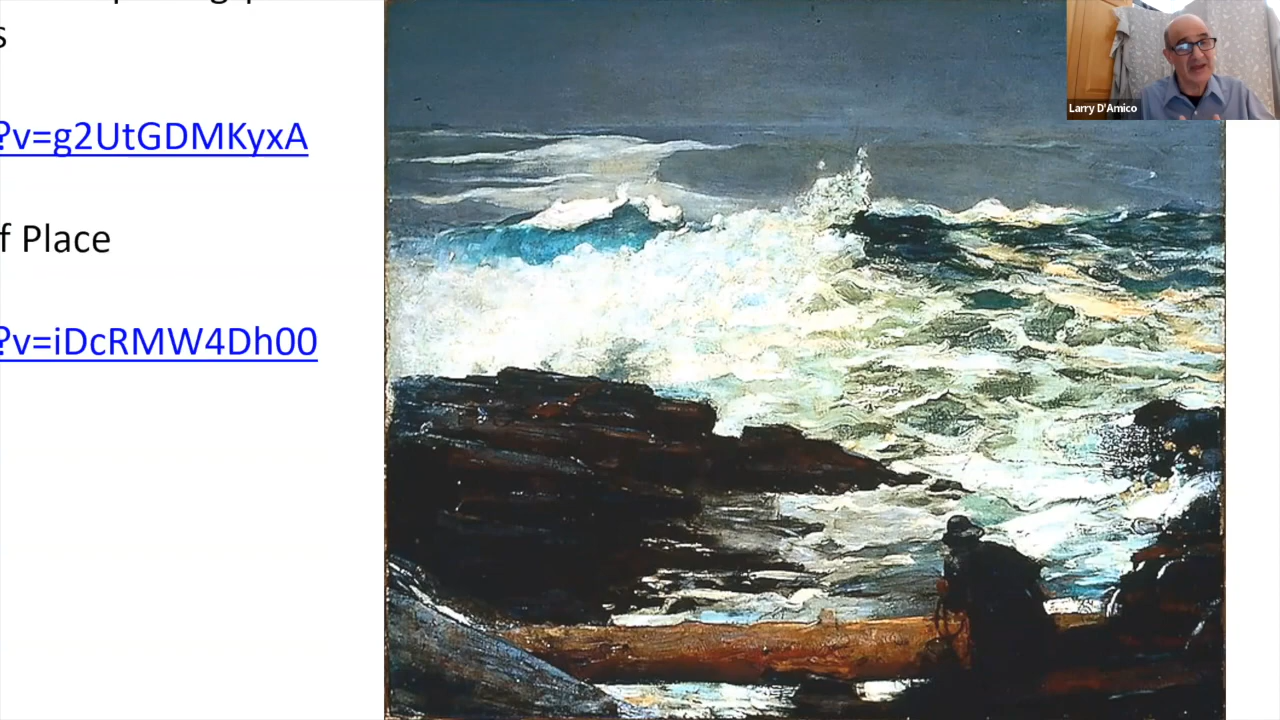 s
?v=g2UtGDMKyxA
f Place
?v=iDcRMW4Dh00
Larry D'Amico